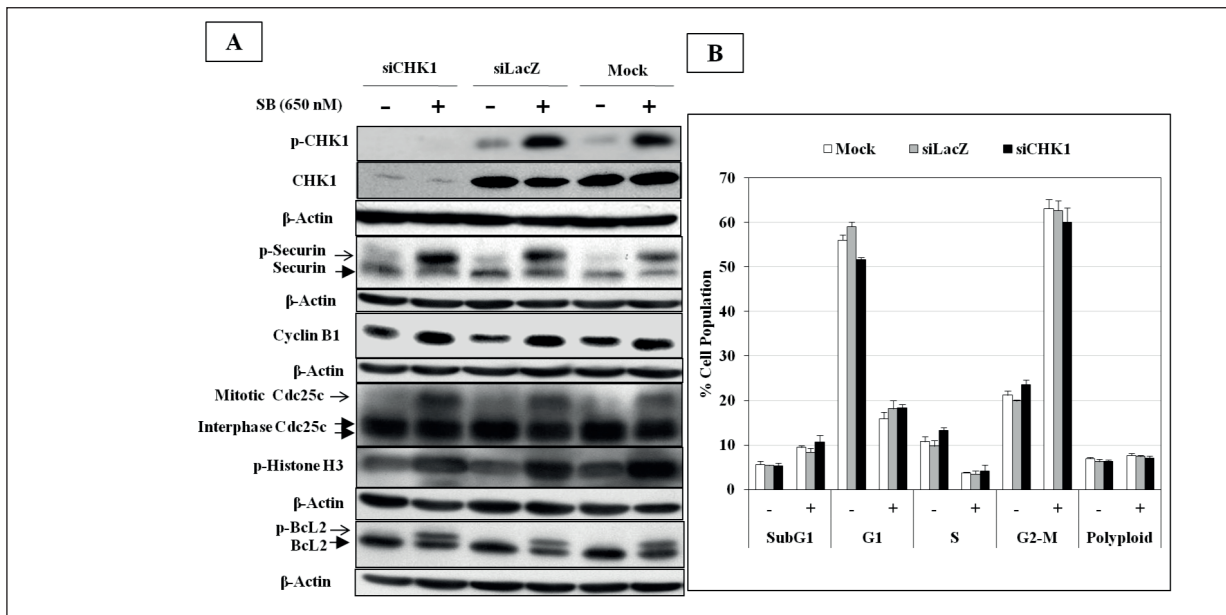 A
siCHK1 siLacZ Mock
SB (650 nM) – + – + – +
p-CHK1
CHK1
β-Actin
p-Securin
Securin
β-Actin
Cyclin B1
β-Actin
Mitotic Cdc25c
Interphase Cdc25c
p-Histone H3
β-Actin
p-BcL2
BcL2
β-Actin
B
Mock siLacZ siCHK1
% Cell Population
70
60
50
40
30
20
10
0
- + - + - + - + - +
SubG1 G1 S G2-M Polyploid